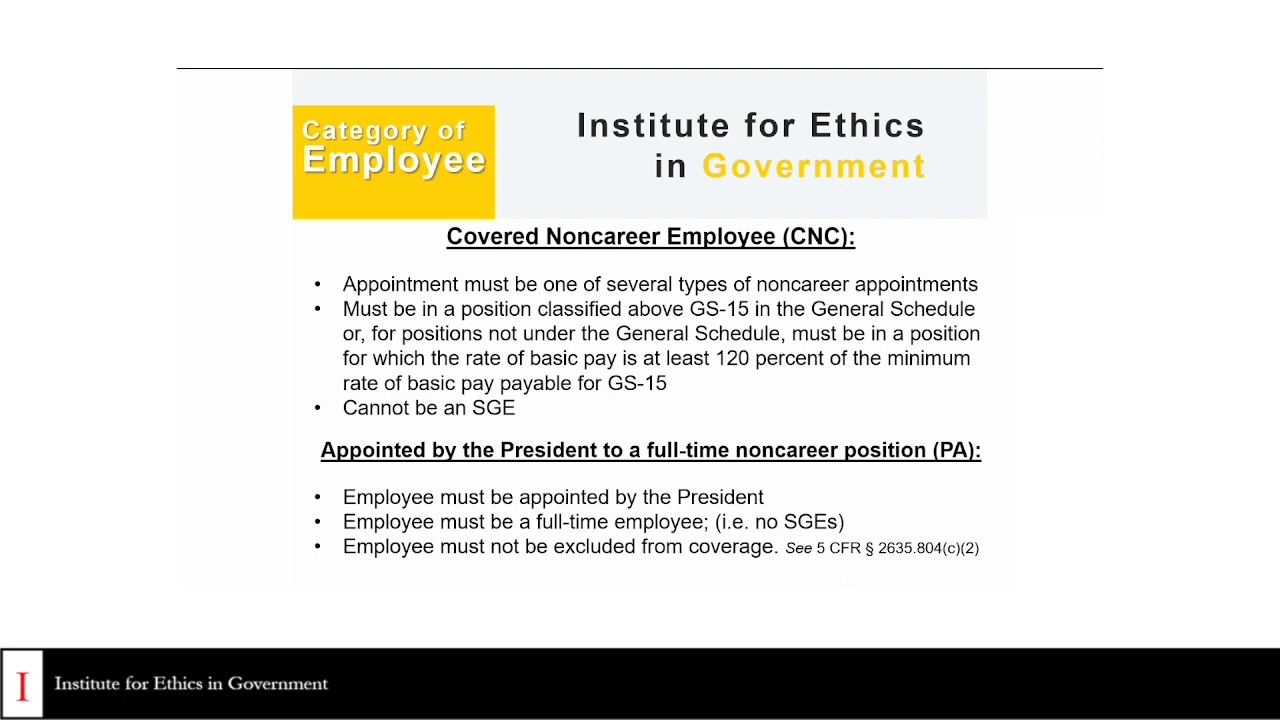 Category of
Employee
Institute for Ethics
in Government
Covered Noncareer Employee (CNC):
• Appointment must be one of several types of noncareer appointments
• Must be in a position classified above GS-15 in the General Schedule
or, for positions not under the General Schedule, must be in a position
for which the rate of basic pay is at least 120 percent of the minimum
rate of basic pay payable for GS-15
• Cannot be an SGE
Appointed by the President to a full-time noncareer position (PA):
• Employee must be appointed by the President
• Employee must be a full-time employee; (i.e. no SGEs)
• Employee must not be excluded from coverage. See 5 CFR § 2635.804(c)(2)
I
Institute for Ethics in Government